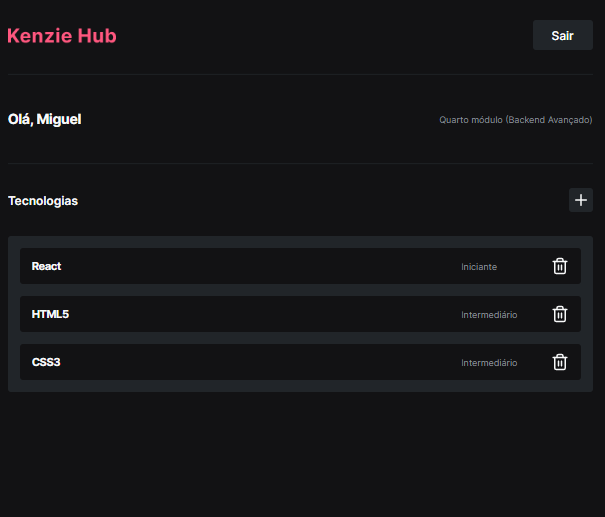 Kenzie Hub
Sair
Olá, Miguel
Quarto módulo (Backend Avançado)
Tecnologias
React
Iniciante
HTML5
Intermediário
CSS3
Intermediário